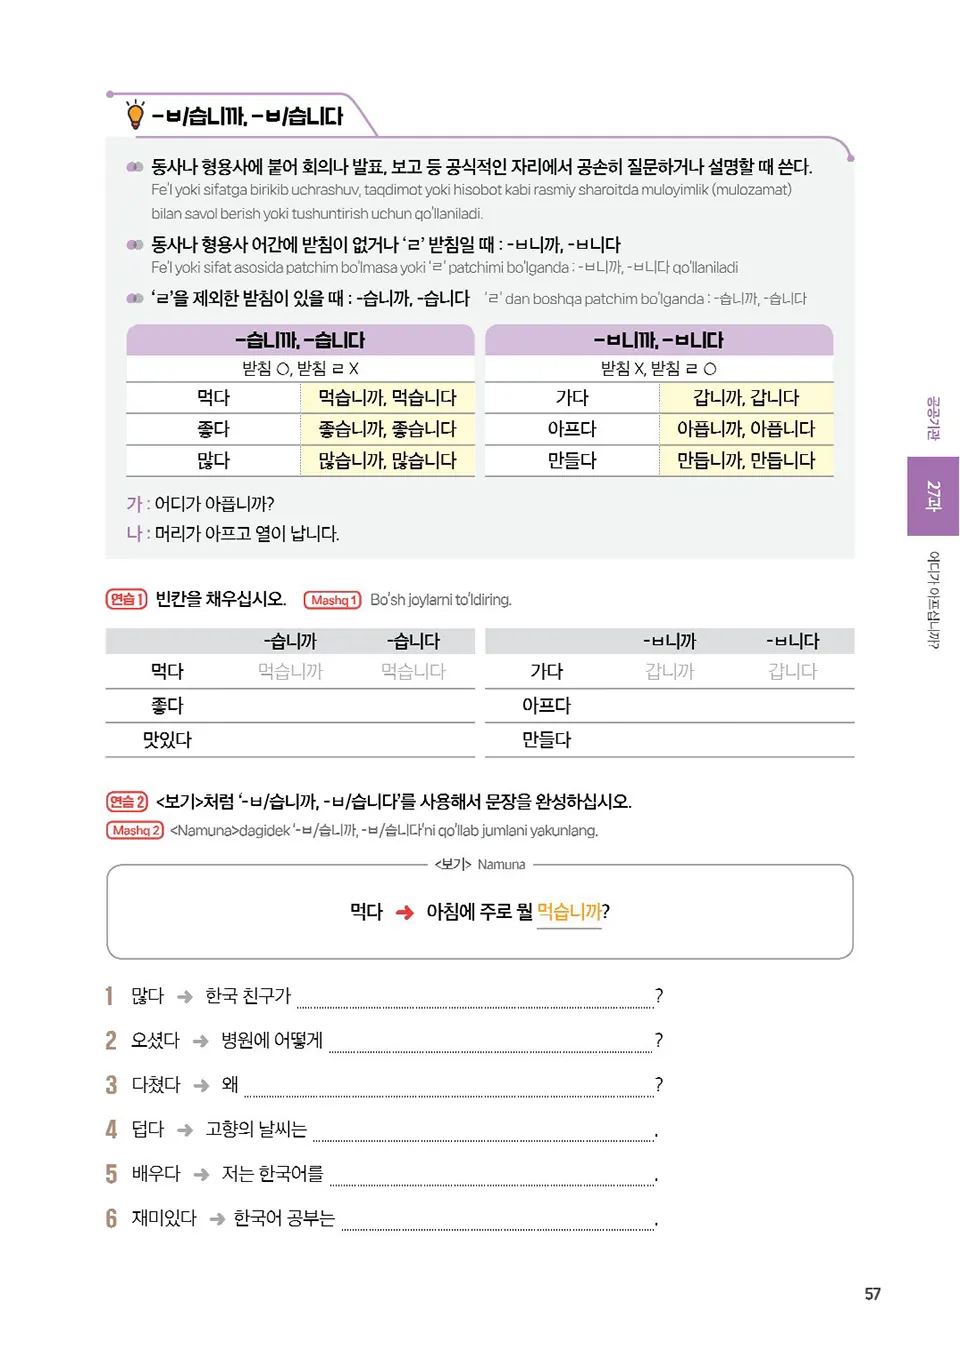 -ㅂ/습니까, -ㅂ/습니다
동사나 형용사에 붙어 회의나 발표, 보고 등 공식적인 자리에서 공손히 질문하거나 설명할 때 쓴다.
Fe'l yoki sifatga birikib uchrashuv, taqdimot yoki hisobot kabi rasmiy sharoitda muloyimlik (mulozamat)
bilan savol berish yoki tushuntirish uchun qo'llaniladi.
동사나 형용사 어간에 받침이 없거나 ‘ㄹ’ 받침일 때 : -ㅂ니까, -ㅂ니다
Fe'l yoki sifat asosida patchim bo'lmasa yoki 'ㄹ' patchimi bo'lganda : -ㅂ니까, -ㅂ니다 qo'llaniladi
‘ㄹ’을 제외한 받침이 있을 때 : -습니까, -습니다 'ㄹ' dan boshqa patchim bo'lganda : -습니까, -습니다
-습니까, -습니다 -ㅂ니까, -ㅂ니다
받침 O, 받침 ㄹ X 받침 X, 받침 ㄹ O
먹다 먹습니까, 먹습니다 가다 갑니까, 갑니다
좋다 좋습니까, 좋습니다 아프다 아픕니까, 아픕니다
많다 많습니까, 많습니다 만들다 만듭니까, 만듭니다
가 : 어디가 아픕니까?
나 : 머리가 아프고 열이 납니다.
연습 1 빈칸을 채우십시오. Mashq 1 Bo'sh joylarni to'ldiring.
-습니까 -습니다 -ㅂ니까 -ㅂ니다
먹다 먹습니까 먹습니다 가다 갑니까 갑니다
좋다 아프다
맛있다 만들다
연습 2 <보기>처럼 ‘-ㅂ/습니까, -ㅂ/습니다’를 사용해서 문장을 완성하십시오.
Mashq 2 <Namuna>dagidek '-ㅂ/습니까, -ㅂ/습니다'ni qo'llab jumlani yakunlang.
<보기> Namuna
먹다 ➜ 아침에 주로 뭘 먹습니까?
1 많다 ➜ 한국 친구가 ?
2 오셨다 ➜ 병원에 어떻게 ?
3 다쳤다 ➜ 왜 ?
4 덥다 ➜ 고향의 날씨는 .
5 배우다 ➜ 저는 한국어를 .
6 재미있다 ➜ 한국어 공부는 .
공공기관
27과
어디가 아프십니까?
57